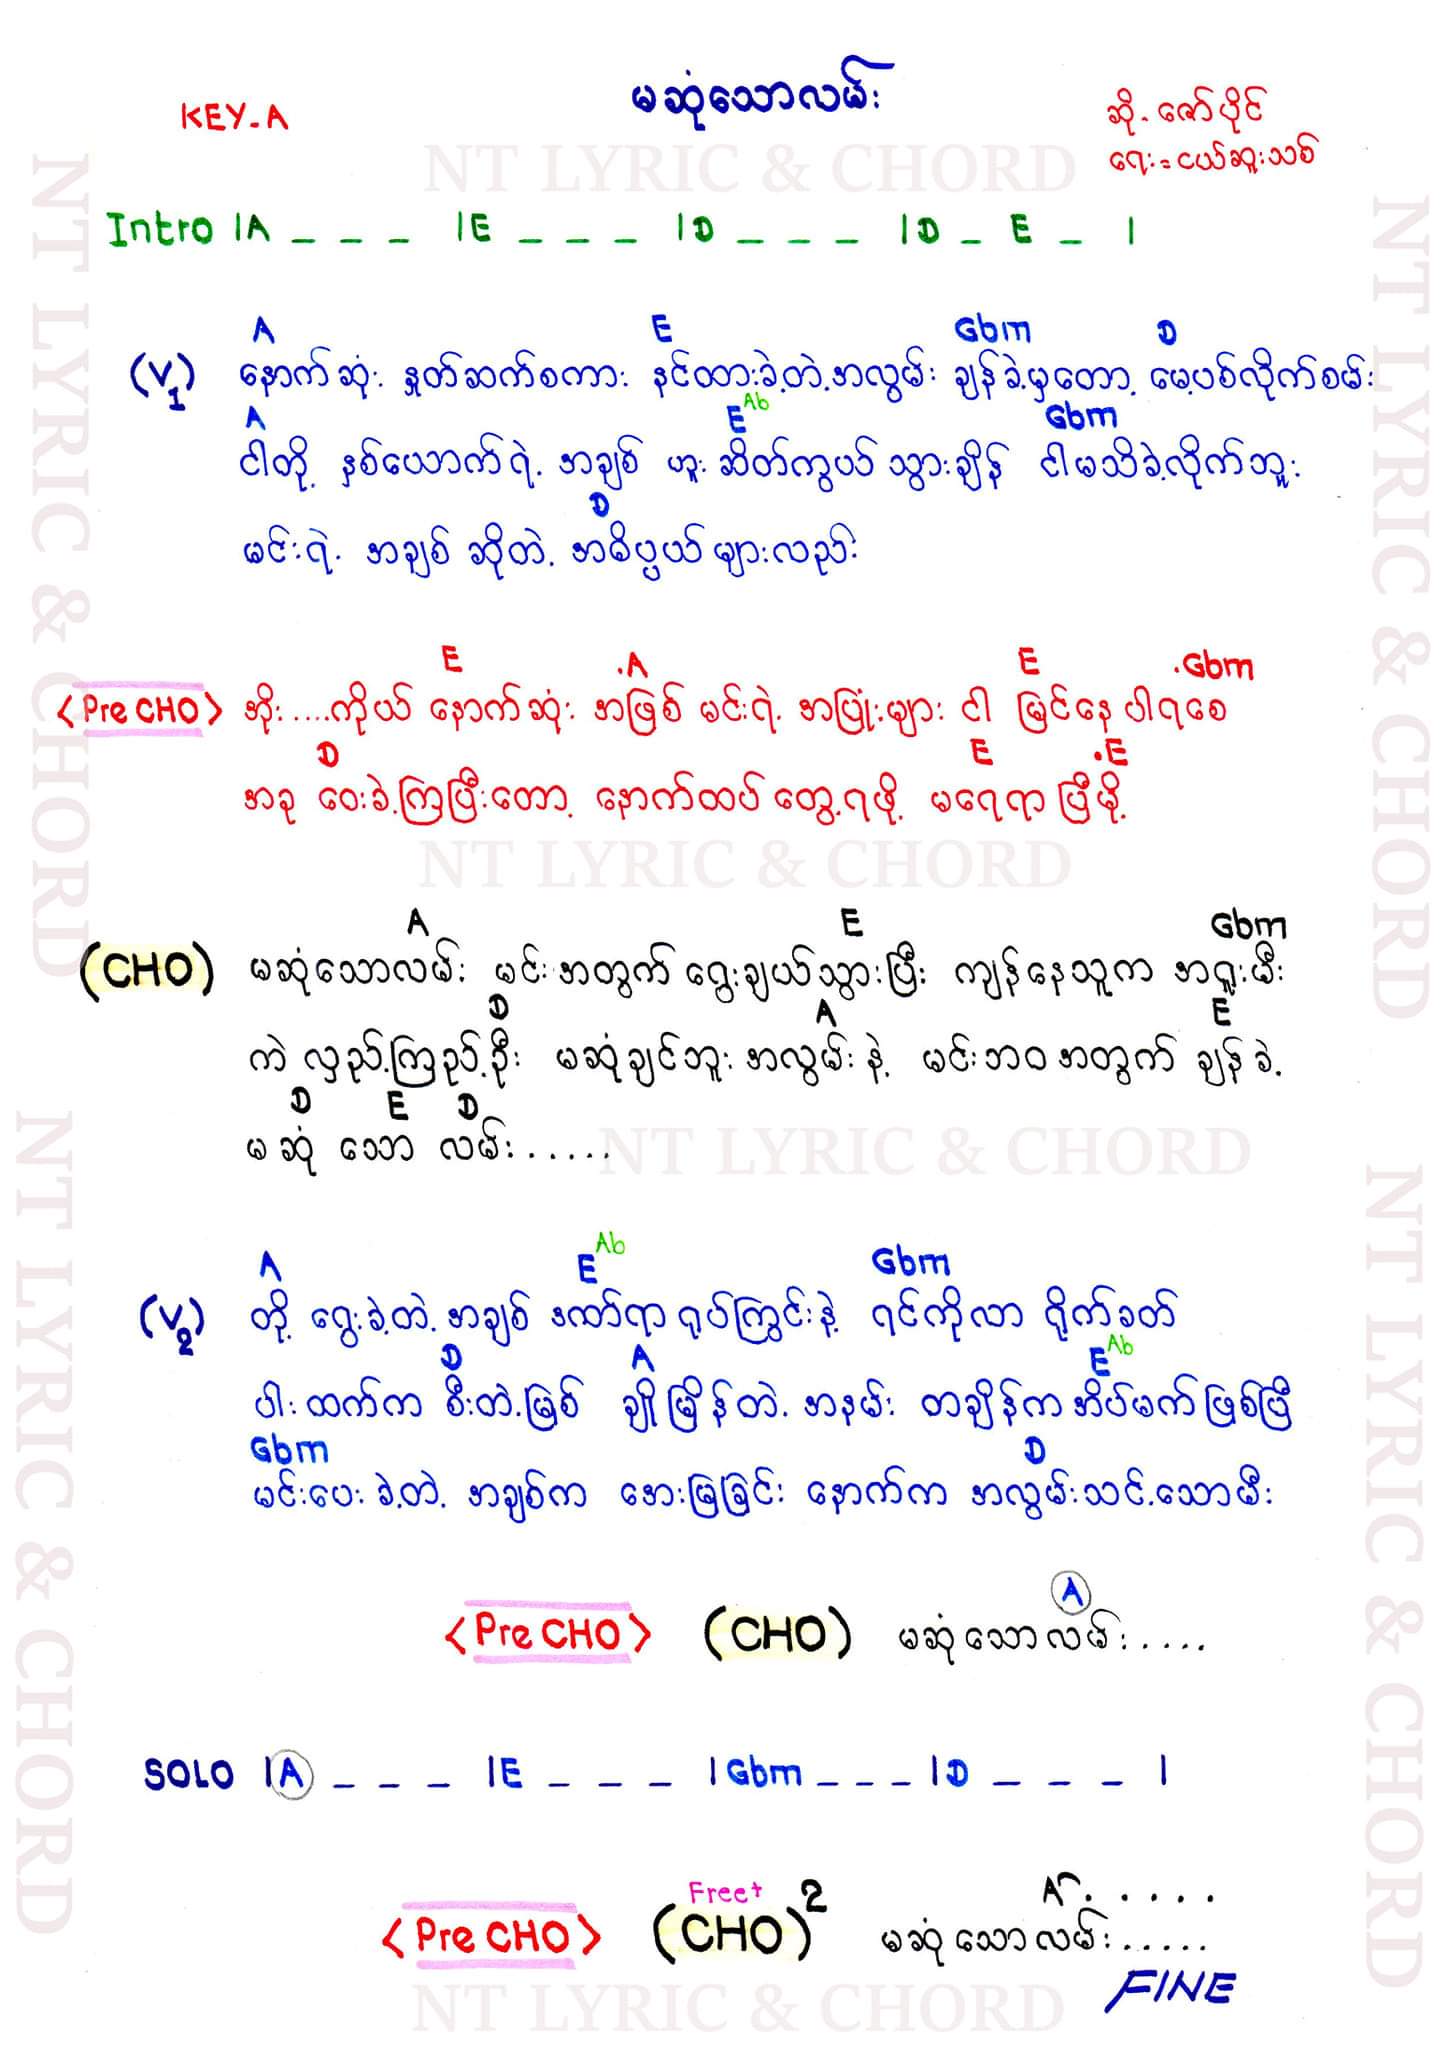 မဆုံးသောလမ်း
KEY-A
ဆို - ဇော်ပိုင်
ရေး = ငယ်ဆူးသစ်
NT LYRIC & CHORD
Intro |A _ _ _ |E _ _ _ |D _ _ _ |D _ E _ |
A E Gbm D
(V1) နောက်ဆုံး နှုတ်ဆက်စကား နင်ထားခဲ့တဲ့အလွမ်း ချန်ခဲ့မှတော့ မေ့ပစ်လိုက်စမ်း
A E Ab Gbm
ငါတို့ နှစ်ယောက်ရဲ့ အချစ် ဟူး ဆိတ်ကွယ် သွားချိန် ငါမသိခဲ့လိုက်ဘူး
D
မင်းရဲ့ အချစ် ဆိုတဲ့ အဓိပ္ပယ် များလည်း
E .A E .Gbm
<Pre CHO> အိုး ....ကိုယ် နောက်ဆုံး အဖြစ် မင်းရဲ့ အပြုံးများ ငါ မြင်နေပါရစေ
D E .E
အခု ဝေးခဲ့ကြပြီးတော့ နောက်ထပ် တွေ့ရဖို့ မရေရာ ပြီမို့
NT LYRIC & CHORD
A E Gbm
(CHO) မဆုံးသောလမ်း မင်းအတွက် ရွေးချယ်သွားပြီး ကျန်နေသူက အရူးမီး
D A E
ကဲ လှည့်ကြည့်ဦး မဆုံချင်ဘူး အလွမ်းနဲ့ မင်းဘဝအတွက် ချန်ခဲ့
D E D
မဆုံ သော လမ်း......
NT LYRIC & CHORD
A E Ab Gbm
(V2) တို့ ရွေးခဲ့တဲ့ အချစ် ဒဏ်ရာ ရုပ်ကြွင်းနဲ့ ရင်ကိုလာ ရိုက်ခတ်
D A E Ab
ပါးထက်က စီးတဲ့မြစ် ချိုမြိန်တဲ့ အနမ်း တချိန်က အိပ်မက်ဖြစ်ပြီ
Gbm D
မင်းပေးခဲ့တဲ့ အချစ်က အေးမြခြင်း နောက်က အလွမ်းသင့်သောမီး
A
<Pre CHO> (CHO) မဆုံသောလမ်း....
SOLO |A _ _ _ |E _ _ _ |Gbm _ _ _ |D _ _ _ |
Free+ A . . . . .
<Pre CHO> (CHO)2 မဆုံသောလမ်း......
FINE
NT LYRIC & CHORD
NT LYRIC & CHORD
NT LYRIC & CHORD
NT LYRIC & CHORD
NT LYRIC & CHORD